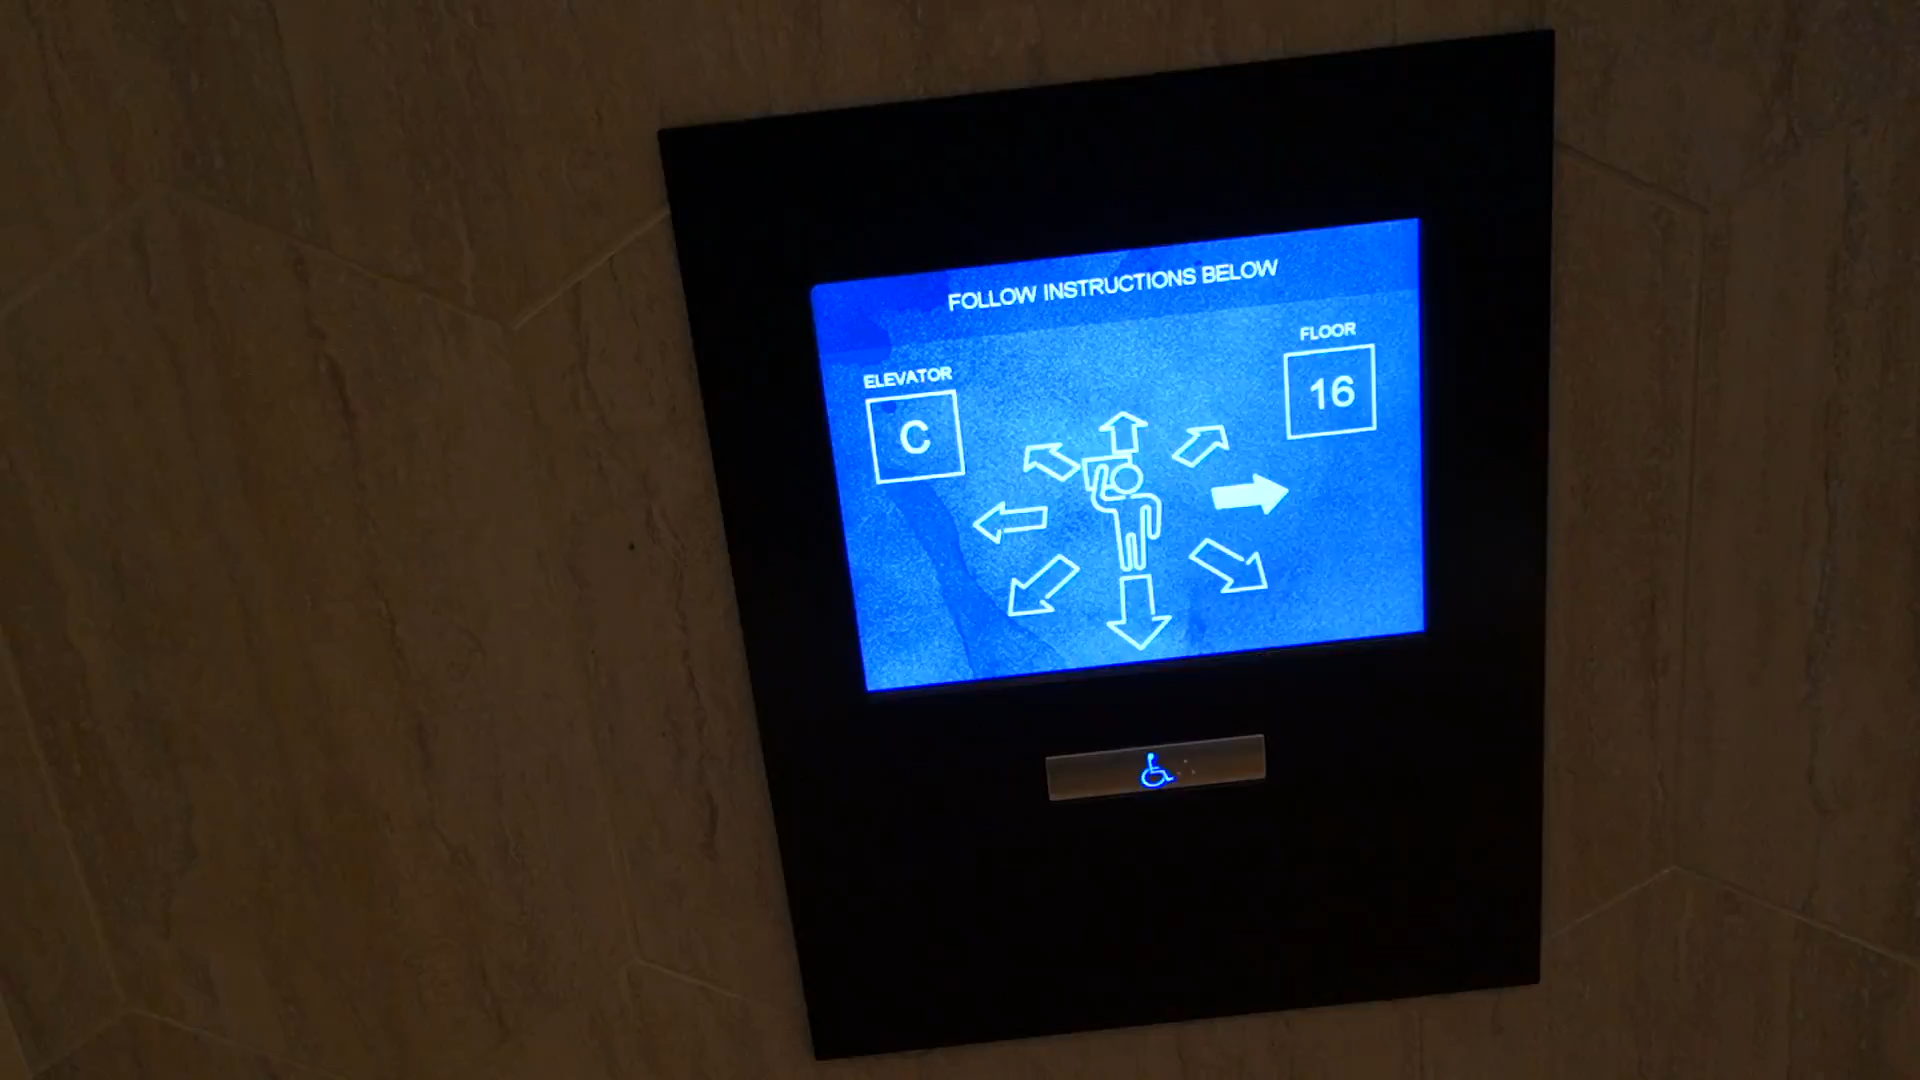 FOLLOW INSTRUCTIONS BELOW
ELEVATOR
C
FLOOR
16